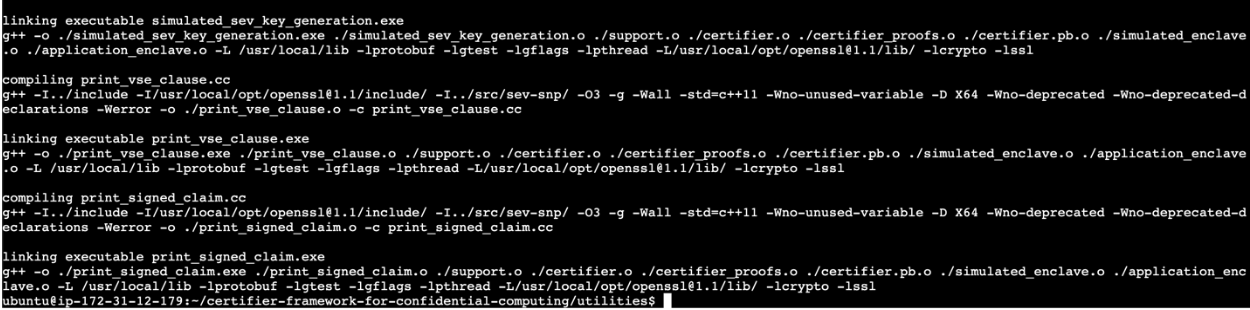 linking executable simulated_sev_key_generation.exe
g++ -o ./simulated_sev_key_generation.exe ./simulated_sev_key_generation.o ./support.o ./certifier.o ./certifier_proofs.o ./certifier.pb.o ./simulated_enclave
.o ./application_enclave.o -L /usr/local/lib -lprotobuf -lgtest -lgflags -lpthread -L/usr/local/opt/openssl@1.1/lib/ -lcrypto -lssl
compiling print_vse_clause.cc
g++ -I../include -I/usr/local/opt/openssl@1.1/include/ -I../src/sev-snp/ -O3 -g -Wall -std=c++11 -Wno-unused-variable -D X64 -Wno-deprecated -Wno-deprecated-d
eclarations -Werror -o ./print_vse_clause.o -c print_vse_clause.cc
linking executable print_vse_clause.exe
g++ -o ./print_vse_clause.exe ./print_vse_clause.o ./support.o ./certifier.o ./certifier_proofs.o ./certifier.pb.o ./simulated_enclave.o ./application_enclave
.o -L /usr/local/lib -lprotobuf -lgtest -lgflags -lpthread -L/usr/local/opt/openssl@1.1/lib/ -lcrypto -lssl
compiling print_signed_claim.cc
g++ -I../include -I/usr/local/opt/openssl@1.1/include/ -I../src/sev-snp/ -O3 -g -Wall -std=c++11 -Wno-unused-variable -D X64 -Wno-deprecated -Wno-deprecated-d
eclarations -Werror -o ./print_signed_claim.o -c print_signed_claim.cc
linking executable print_signed_claim.exe
g++ -o ./print_signed_claim.exe ./print_signed_claim.o ./support.o ./certifier.o ./certifier_proofs.o ./certifier.pb.o ./simulated_enclave.o ./application_enc
lave.o -L /usr/local/lib -lprotobuf -lgtest -lgflags -lpthread -L/usr/local/opt/openssl@1.1/lib/ -lcrypto -lssl
ubuntu@ip-172-31-12-179:~/certifier-framework-for-confidential-computing/utilities$